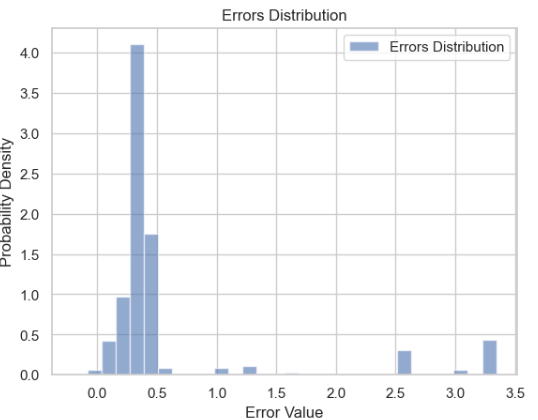 Errors Distribution
Errors Distribution
4.0
3.5
3.0
2.5
2.0
1.5
1.0
0.5
0.0
Probability Density
0.0 0.5 1.0 1.5 2.0 2.5 3.0 3.5
Error Value